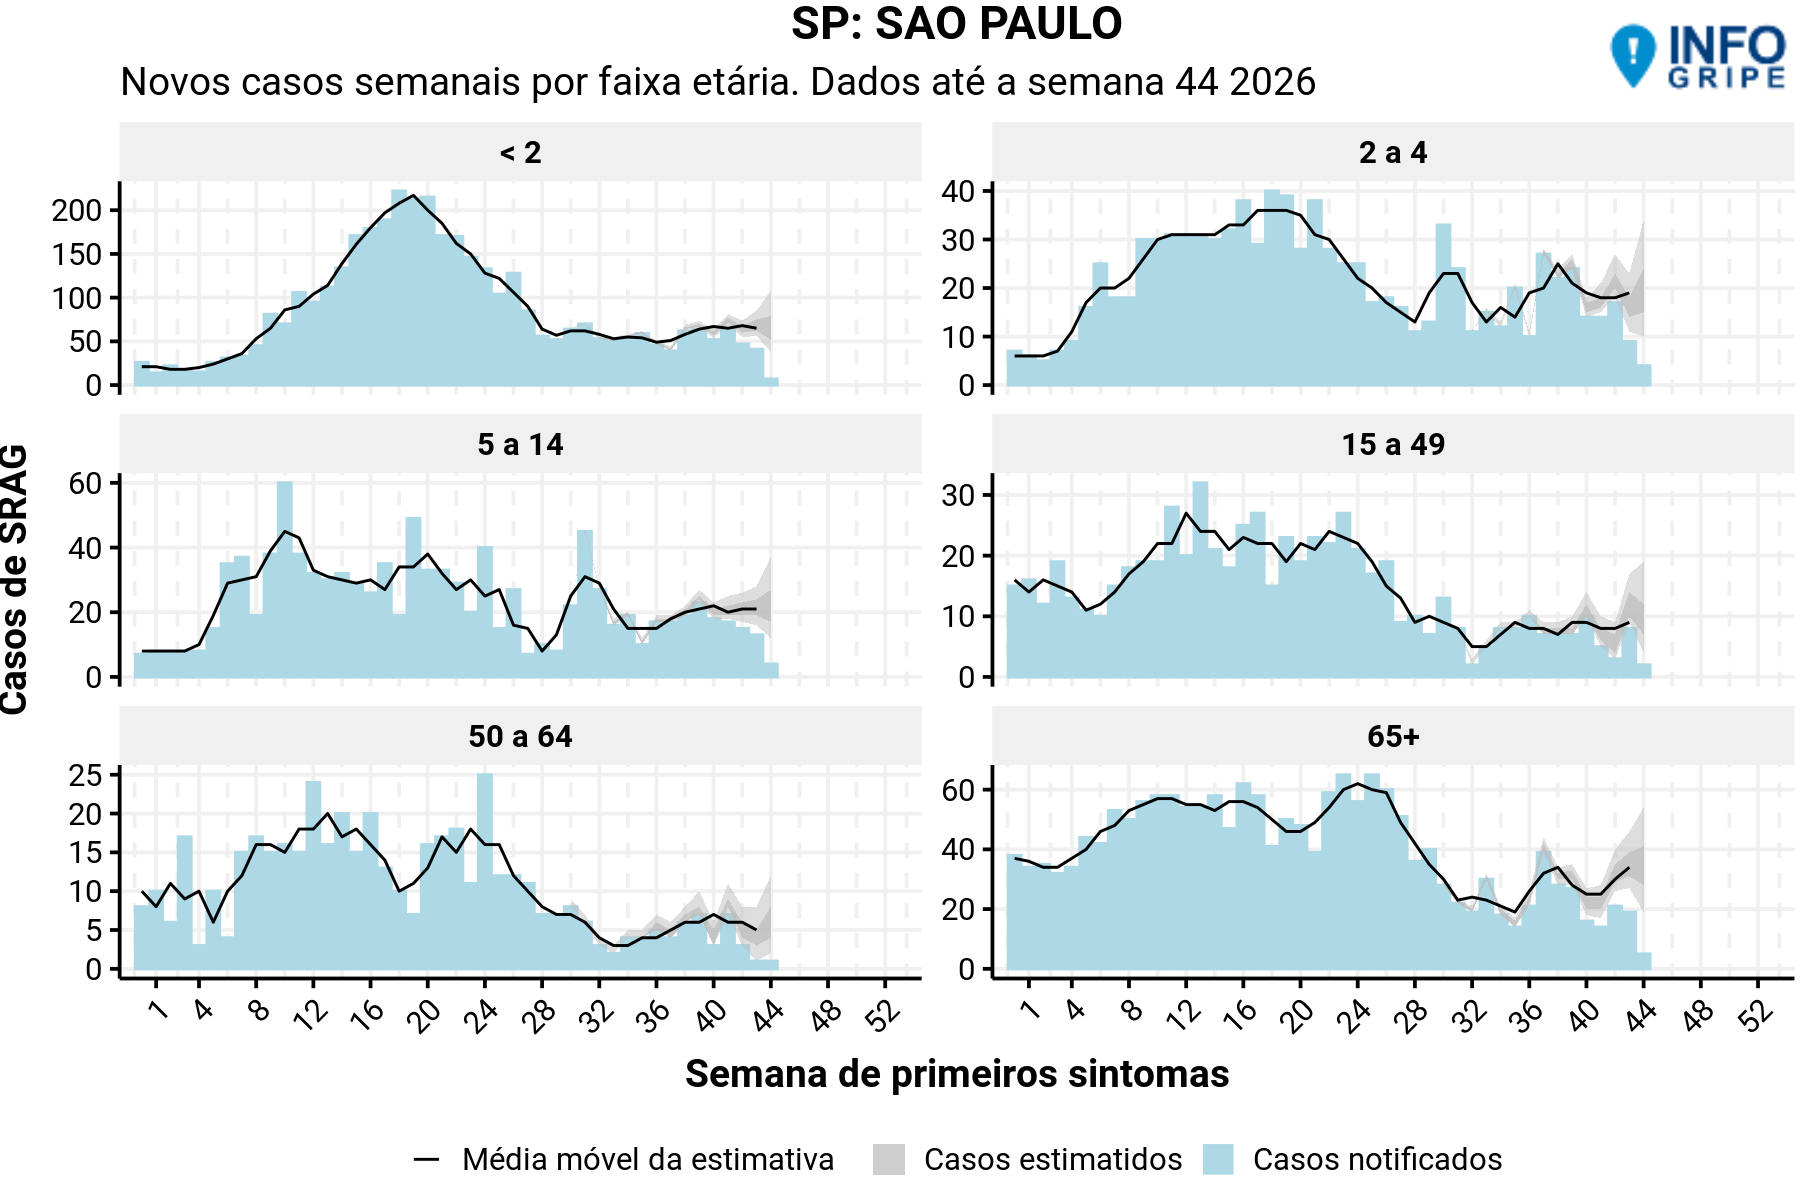 SP: SAO PAULO
INFO
GRIPE
Novos casos semanais por faixa etária. Dados até a semana 44 2026
< 2
2 a 4
200
150
100
50
0
40
30
20
10
0
5 a 14
15 a 49
60
40
20
0
30
20
10
0
Casos de SRAG
50 a 64
65+
25
20
15
10
5
0
60
40
20
0
1 4 8 12 16 20 24 28 32 36 40 44 48 52
1 4 8 12 16 20 24 28 32 36 40 44 48 52
Semana de primeiros sintomas
Média móvel da estimativa
Casos estimatidos
Casos notificados